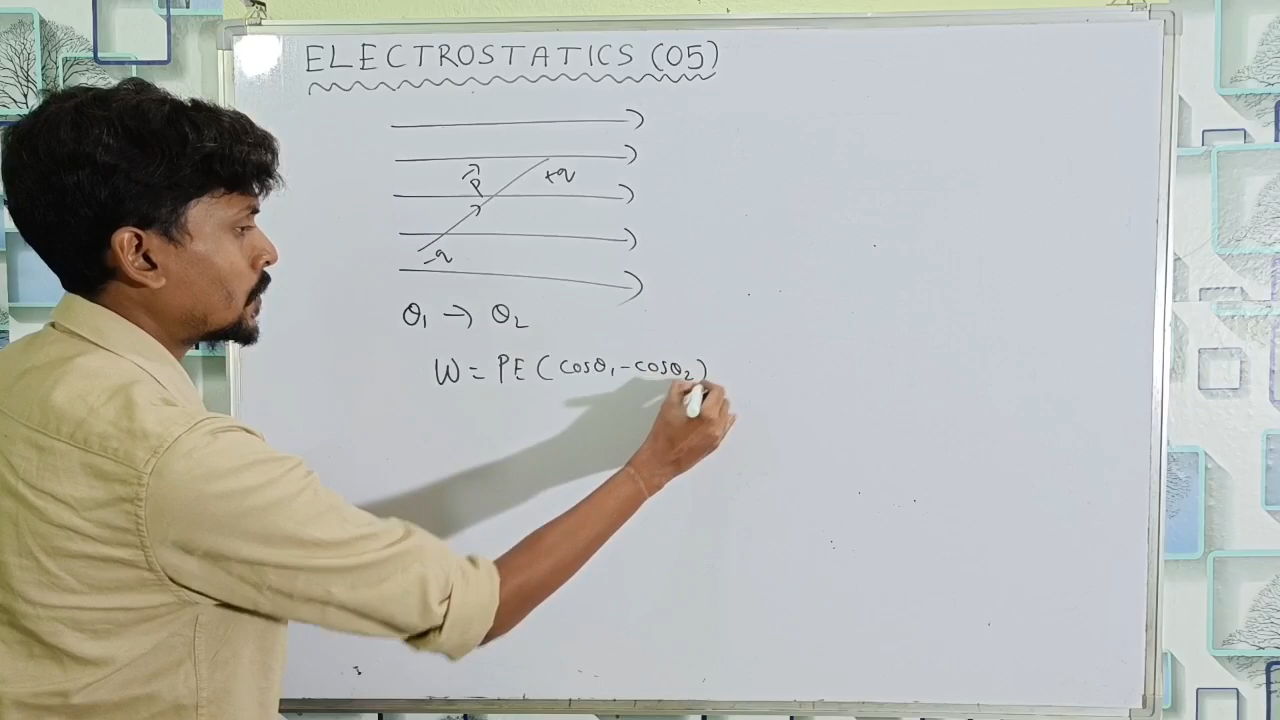 ELECTROSTATICS (05)
P⃗
+q
-q
θ₁ → θ₂
W = PE (cosθ₁ - cosθ₂)